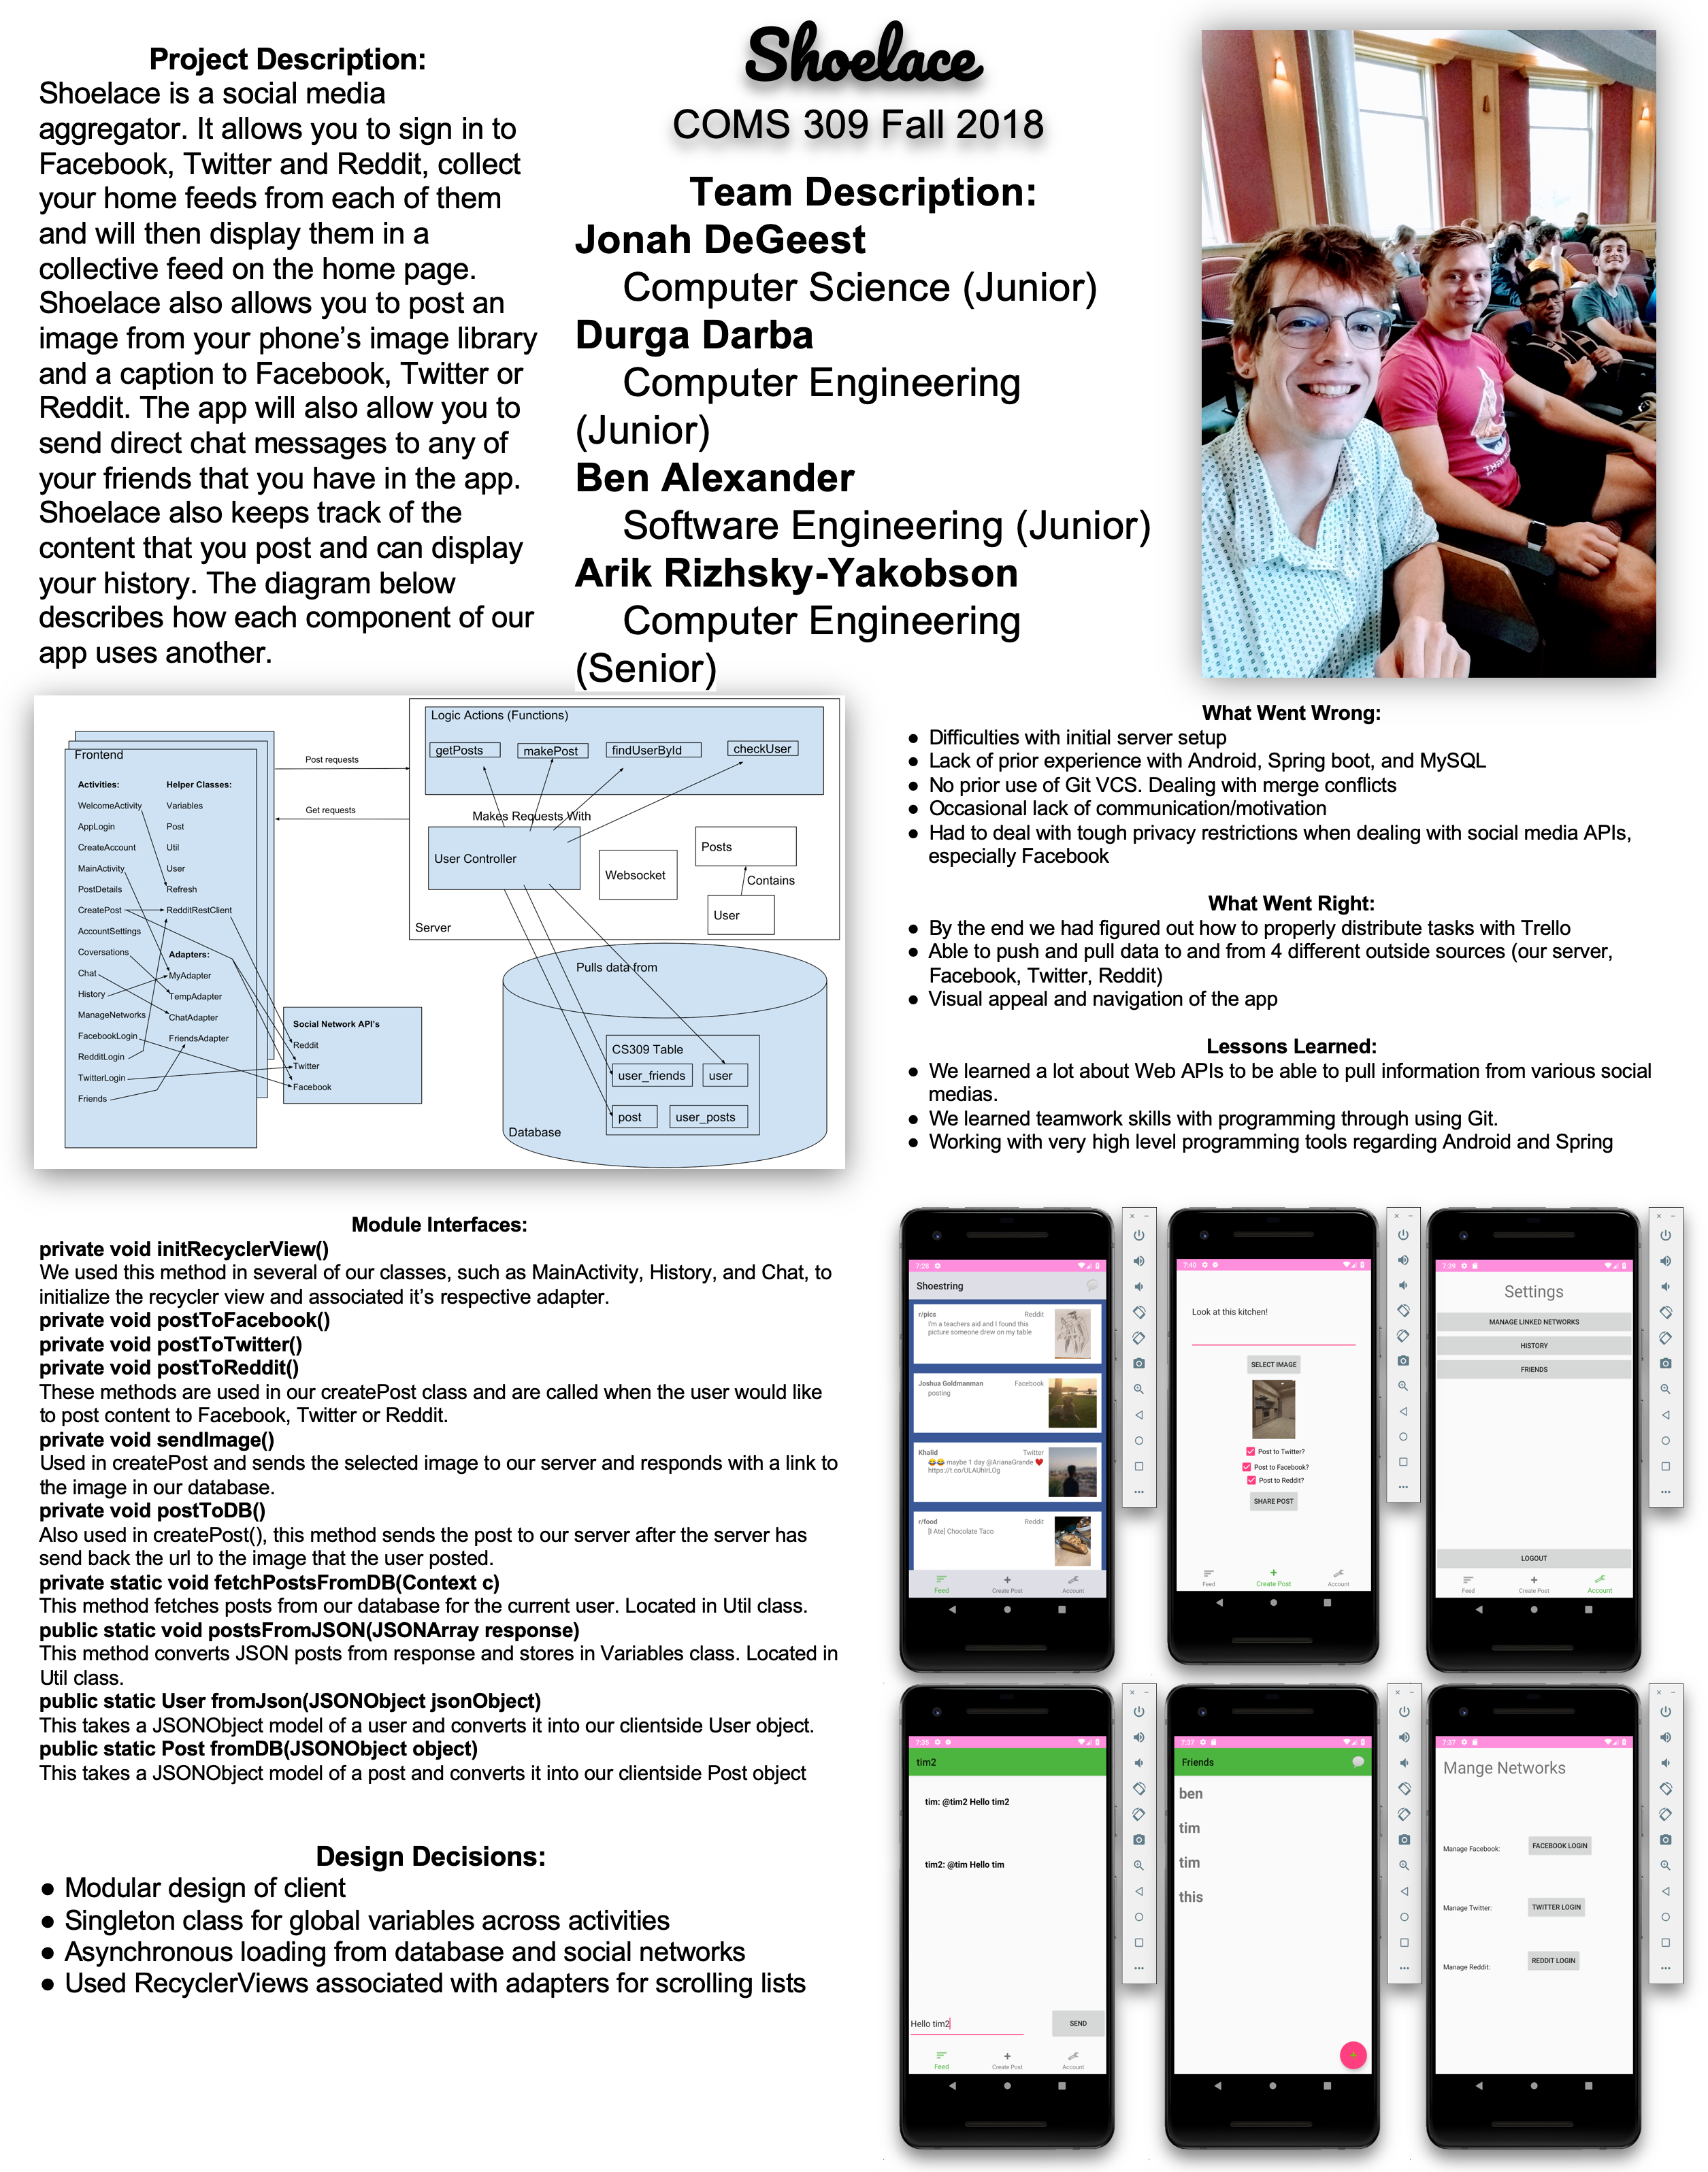 Shoelace
COMS 309 Fall 2018
Project Description:
Shoelace is a social media
aggregator. It allows you to sign in to
Facebook, Twitter and Reddit, collect
your home feeds from each of them
and will then display them in a
collective feed on the home page.
Shoelace also allows you to post an
image from your phone’s image library
and a caption to Facebook, Twitter or
Reddit. The app will also allow you to
send direct chat messages to any of
your friends that you have in the app.
Shoelace also keeps track of the
content that you post and can display
your history. The diagram below
describes how each component of our
app uses another.
Team Description:
Jonah DeGeest
Computer Science (Junior)
Durga Darba
Computer Engineering
(Junior)
Ben Alexander
Software Engineering (Junior)
Arik Rizhsky-Yakobson
Computer Engineering
(Senior)
Frontend
Activities:
WelcomeActivity
AppLogin
CreateAccount
MainActivity
PostDetails
CreatePost
AccountSettings
Coversations
Chat
History
ManageNetworks
FacebookLogin
RedditLogin
TwitterLogin
Friends
Helper Classes:
Variables
Post
Util
User
Refresh
RedditRestClient
Adapters:
MyAdapter
TempAdapter
ChatAdapter
FriendsAdapter
Post requests
Get requests
Social Network API's
Reddit
Twitter
Facebook
Logic Actions (Functions)
getPosts
makePost
findUserById
checkUser
Makes Requests With
User Controller
Websocket
Posts
Contains
User
Server
Pulls data from
CS309 Table
user_friends
user
post
user_posts
Database
What Went Wrong:
● Difficulties with initial server setup
● Lack of prior experience with Android, Spring boot, and MySQL
● No prior use of Git VCS. Dealing with merge conflicts
● Occasional lack of communication/motivation
● Had to deal with tough privacy restrictions when dealing with social media APIs,
especially Facebook
What Went Right:
● By the end we had figured out how to properly distribute tasks with Trello
● Able to push and pull data to and from 4 different outside sources (our server,
Facebook, Twitter, Reddit)
● Visual appeal and navigation of the app
Lessons Learned:
● We learned a lot about Web APIs to be able to pull information from various social
medias.
● We learned teamwork skills with programming through using Git.
● Working with very high level programming tools regarding Android and Spring
Module Interfaces:
private void initRecyclerView()
We used this method in several of our classes, such as MainActivity, History, and Chat, to
initialize the recycler view and associated it’s respective adapter.
private void postToFacebook()
private void postToTwitter()
private void postToReddit()
These methods are used in our createPost class and are called when the user would like
to post content to Facebook, Twitter or Reddit.
private void sendImage()
Used in createPost and sends the selected image to our server and responds with a link to
the image in our database.
private void postToDB()
Also used in createPost(), this method sends the post to our server after the server has
send back the url to the image that the user posted.
private static void fetchPostsFromDB(Context c)
This method fetches posts from our database for the current user. Located in Util class.
public static void postsFromJSON(JSONArray response)
This method converts JSON posts from response and stores in Variables class. Located in
Util class.
public static User fromJson(JSONObject jsonObject)
This takes a JSONObject model of a user and converts it into our clientside User object.
public static Post fromDB(JSONObject object)
This takes a JSONObject model of a post and converts it into our clientside Post object
Design Decisions:
● Modular design of client
● Singleton class for global variables across activities
● Asynchronous loading from database and social networks
● Used RecyclerViews associated with adapters for scrolling lists
7:28
Shoestring
r/pics Reddit
I'm a teachers aid and I found this
picture someone drew on my table
Joshua Goldmanman Facebook
posting
Khalid Twitter
😂😂 maybe 1 day @ArianaGrande ❤️
r/food Reddit
[I Ate] Chocolate Taco
Feed Create Post Account
7:40
Look at this kitchen!
SELECT IMAGE
Post to Twitter?
Post to Facebook?
Post to Reddit?
SHARE POST
Feed Create Post Account
7:39
Settings
MANAGE LINKED NETWORKS
HISTORY
FRIENDS
LOGOUT
Feed Create Post Account
7:35
tim2
tim: @tim2 Hello tim2
tim2: @tim Hello tim
Hello tim2
SEND
Feed Create Post Account
7:37
Friends
ben
tim
tim
this
7:37
Mange Networks
Manage Facebook: FACEBOOK LOGIN
Manage Twitter: TWITTER LOGIN
Manage Reddit: REDDIT LOGIN